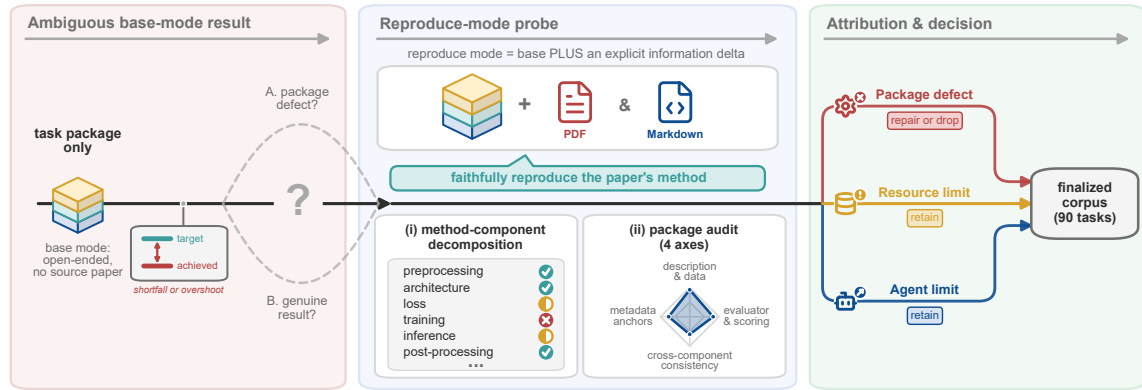 Ambiguous base-mode result
A. package
defect?
task package
only
?
base mode:
open-ended,
no source paper
target
achieved
shortfall or overshoot
B. genuine
result?
Reproduce-mode probe
reproduce mode = base PLUS an explicit information delta
+
PDF
&
Markdown
faithfully reproduce the paper's method
(i) method-component
decomposition
preprocessing
architecture
loss
training
inference
post-processing
...
(ii) package audit
(4 axes)
description
& data
metadata
anchors
evaluator
& scoring
cross-component
consistency
Attribution & decision
Package defect
repair or drop
Resource limit
retain
Agent limit
retain
finalized
corpus
(90 tasks)